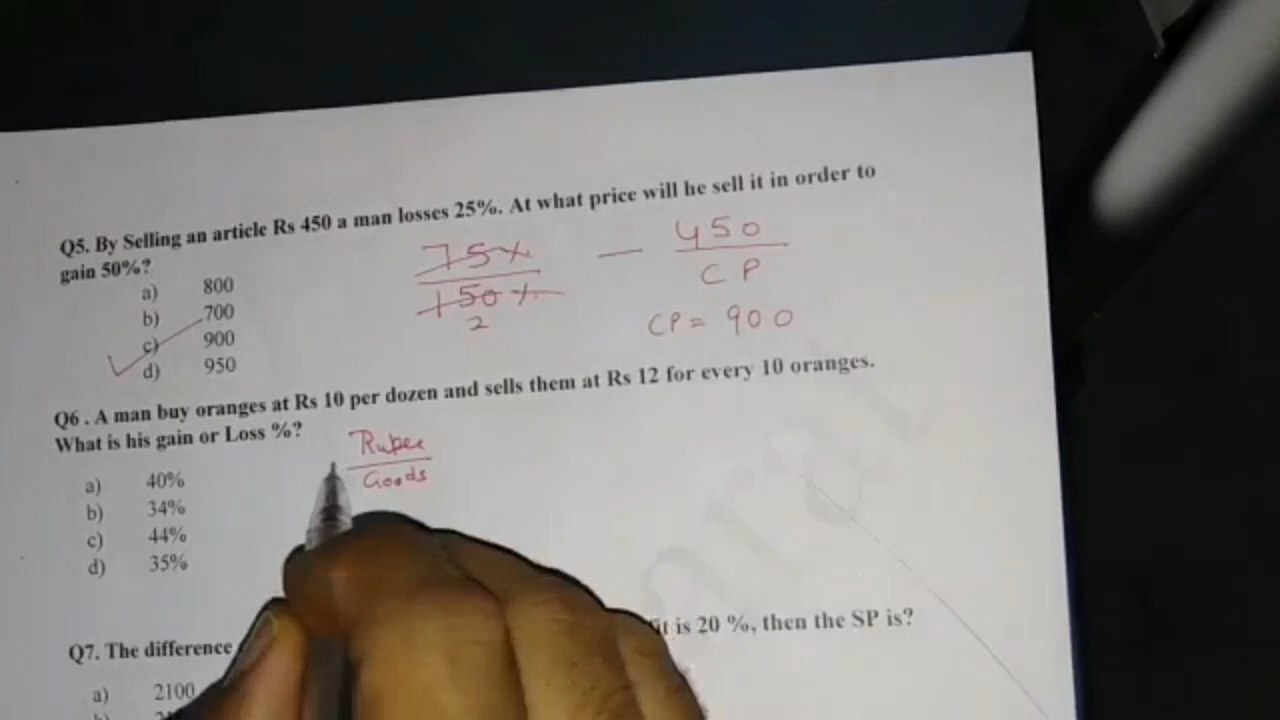 Q5. By Selling an article Rs 450 a man losses 25%. At what price will he sell it in order to
gain 50%?
a) 800
b) 700
c) 900
d) 950
75%
150%
2
—
450
CP
CP = 900
Q6 . A man buy oranges at Rs 10 per dozen and sells them at Rs 12 for every 10 oranges.
What is his gain or Loss %?
Rupee
Goods
a) 40%
b) 34%
c) 44%
d) 35%
Q7. The difference
is 20 %, then the SP is?
a) 2100